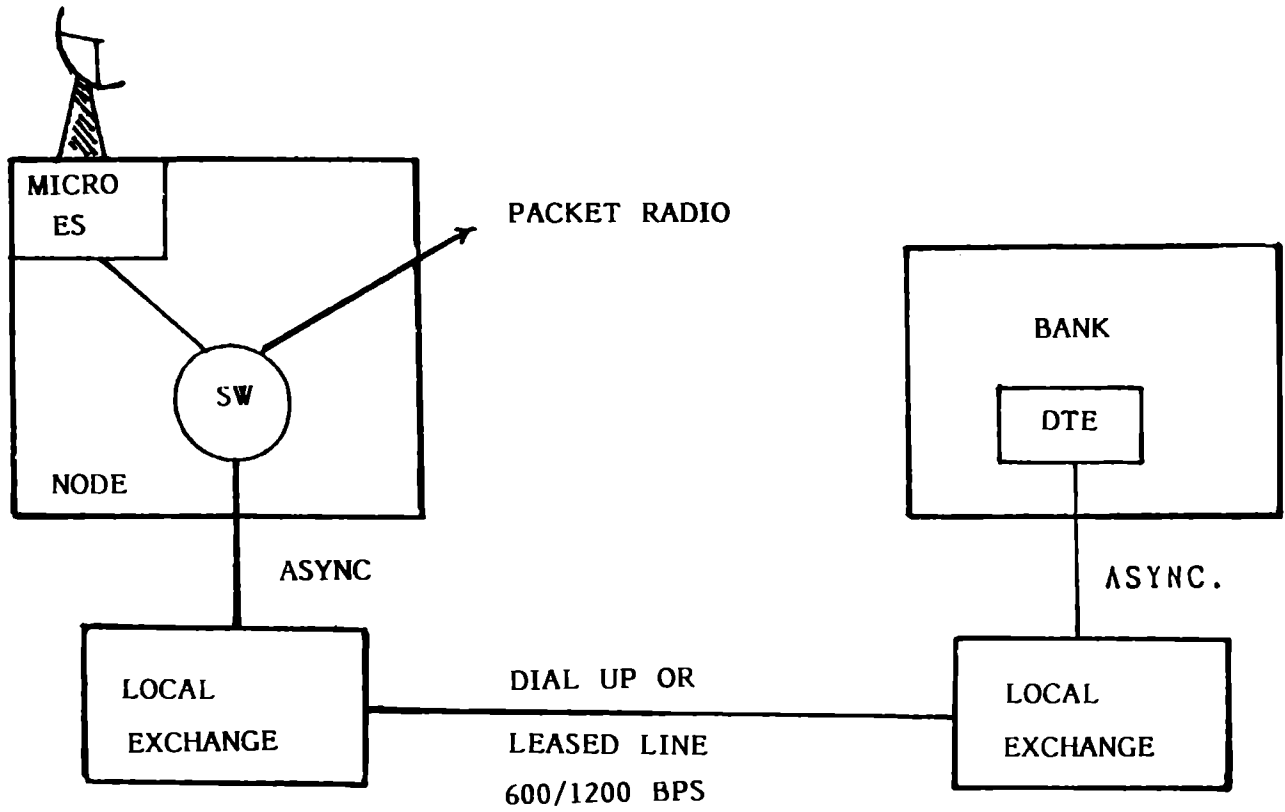 MICRO
ES
PACKET RADIO
SW
NODE
BANK
DTE
ASYNC
ASYNC.
LOCAL
EXCHANGE
DIAL UP OR
LEASED LINE
600/1200 BPS
LOCAL
EXCHANGE